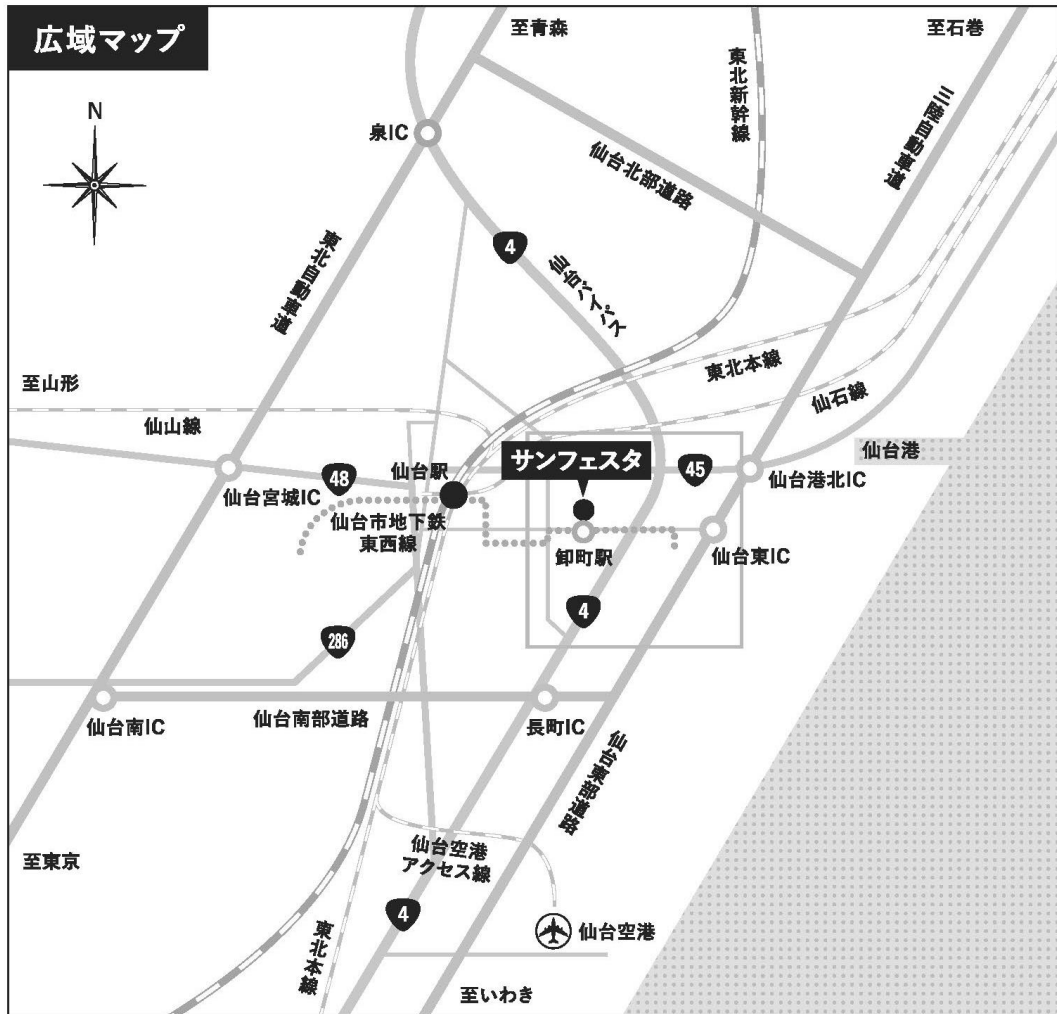 広域マップ
至青森
至石巻
N
東北新幹線
三陸自動車道
泉IC
仙台北部道路
4
仙台バイパス
東北自動車道
東北本線
至山形
仙石線
仙山線
仙台港
サンフェスタ
仙台駅
45
48
仙台宮城IC
仙台港北IC
仙台市地下鉄
東西線
卸町駅
仙台東IC
4
286
仙台南IC
仙台南部道路
長町IC
仙台東部道路
仙台空港
アクセス線
至東京
4
仙台空港
東北本線
至いわき